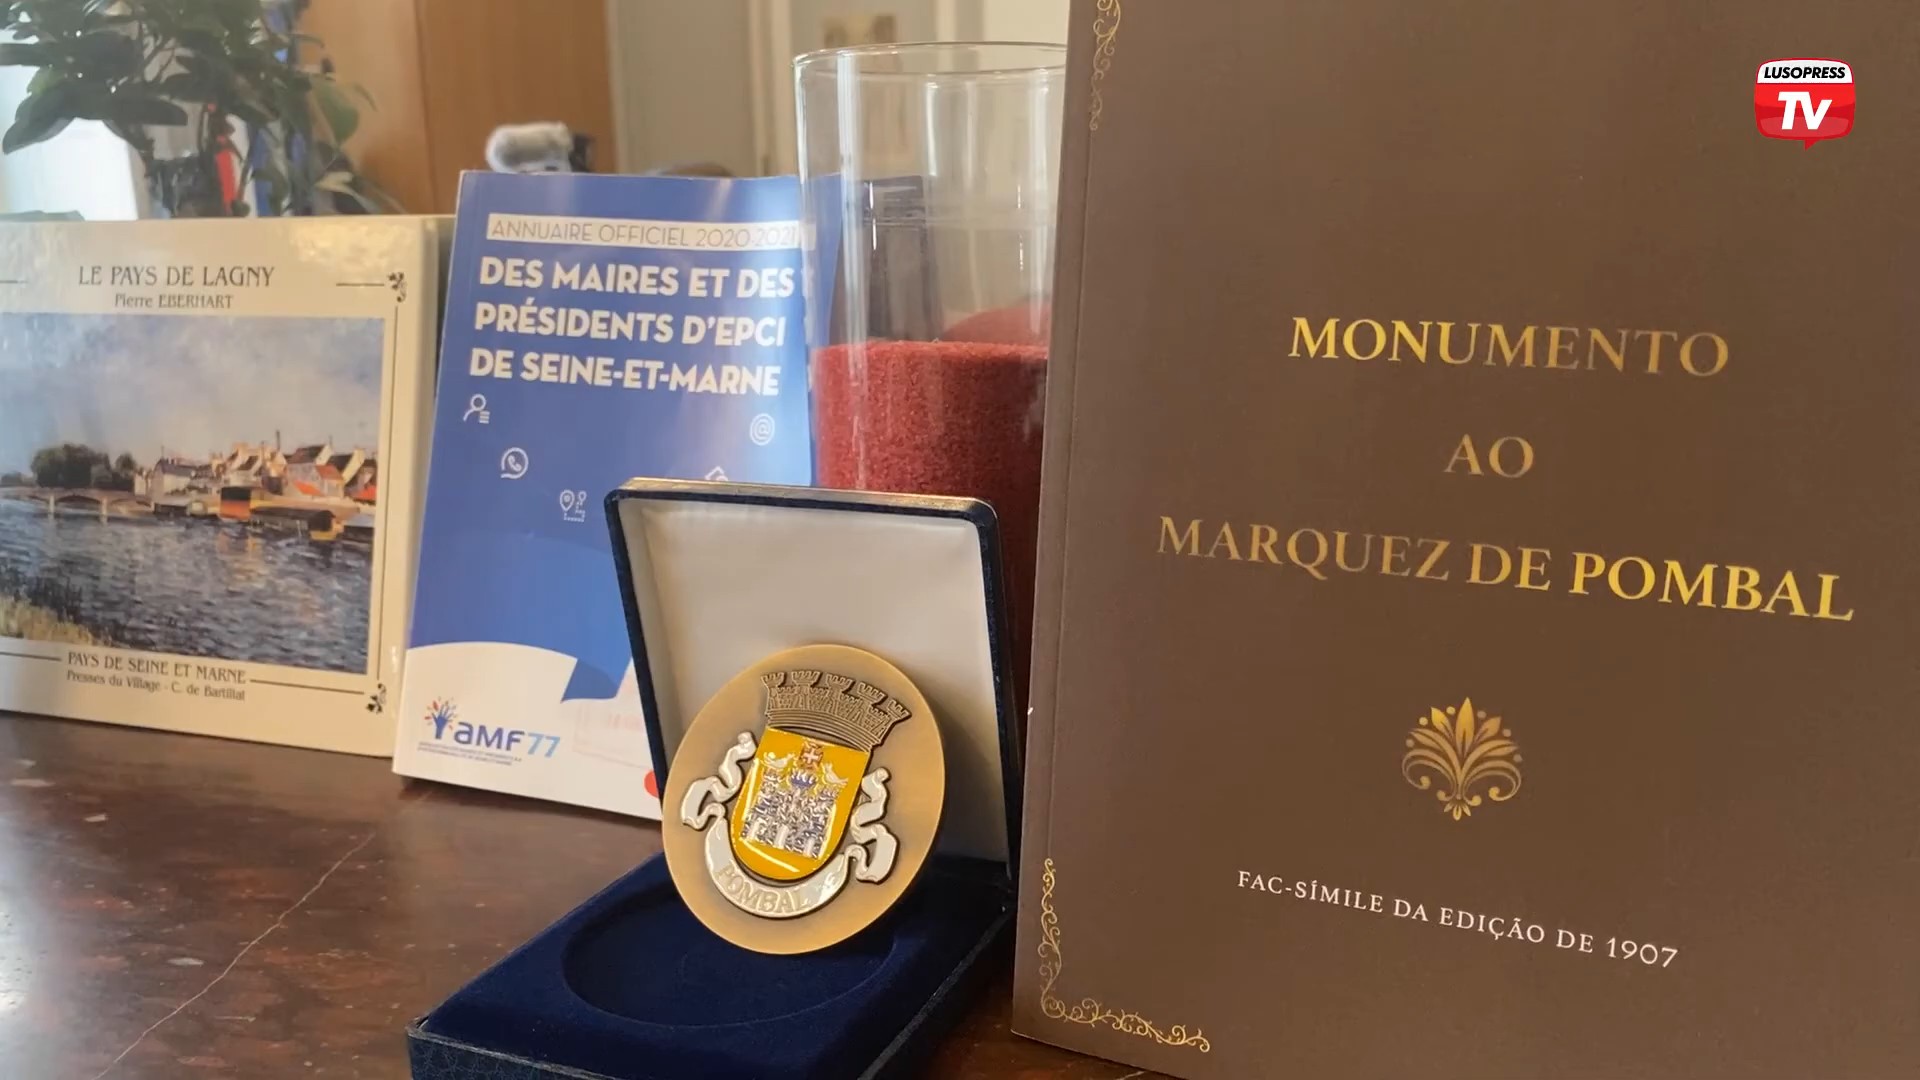 LUSOPRESS
TV
LE PAYS DE LAGNY
Pierre EBERHART
PAYS DE SEINE ET MARNE
Presses du Village - C. de Bartillat
ANNUAIRE OFFICIEL 2020-2021
DES MAIRES ET DES
PRÉSIDENTS D'EPCI
DE SEINE-ET-MARNE
aMF77
POMBAL
MONUMENTO
AO
MARQUEZ DE POMBAL
FAC-SÍMILE DA EDIÇÃO DE 1907